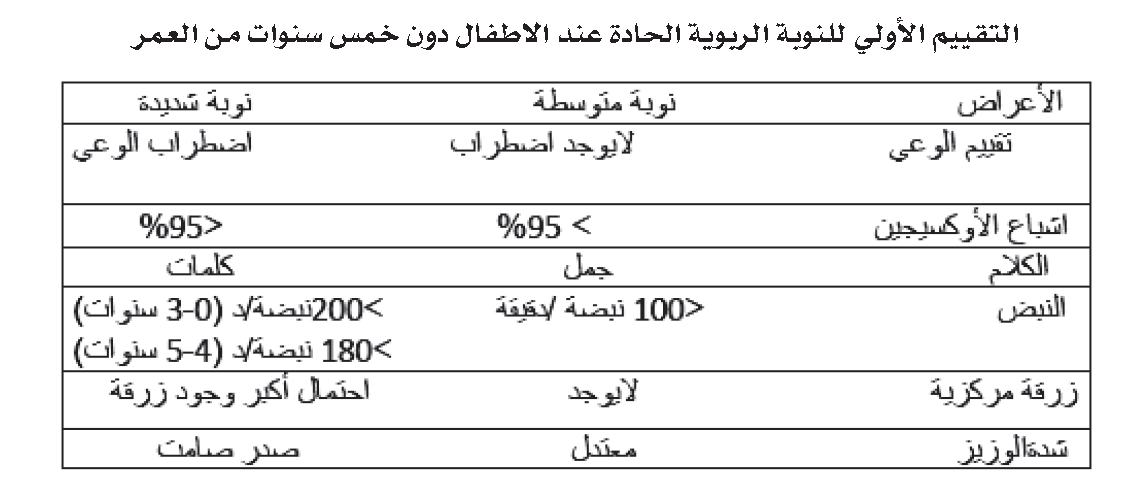 التقييم الأولي للنوبة الربوية الحادة عند الاطفال دون خمس سنوات من العمر
الأعراض نوبة متوسطة نوبة شديدة
تقييم الوعي لايوجد اضطراب اضطراب الوعي
اشباع الأوكسيجين > 95% <95%
الكلام جمل كلمات
النبض <100 نبضة /دقيقة >200نبضة/د (0-3 سنوات)
>180 نبضة/د (4-5 سنوات)
زرقة مركزية لايوجد احتمال أكبر وجود زرقة
شدةالوزيز معتدل صدر صامت